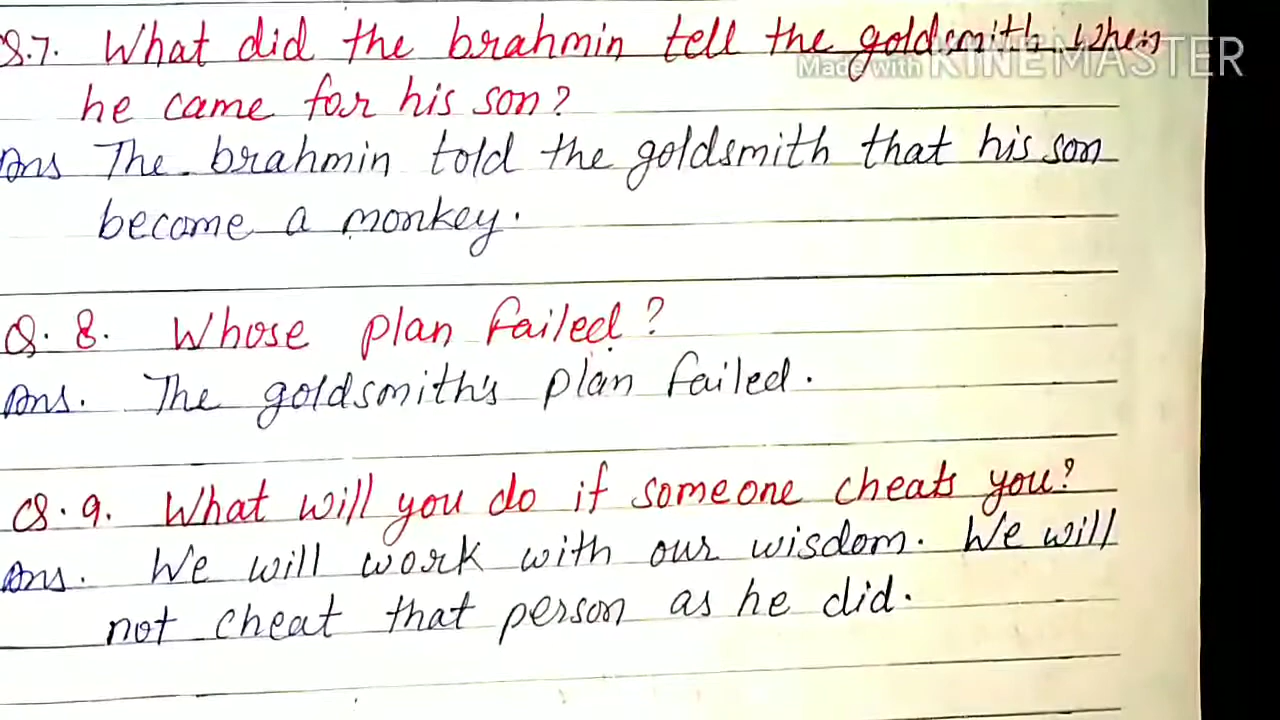 Q.7. What did the brahmin tell the goldsmith when
Made with KINEMASTER
he came for his son?
Ans The brahmin told the goldsmith that his son
become a monkey.
Q. 8. Whose plan failed?
Ans. The goldsmith's plan failed.
Q. 9. What will you do if someone cheats you?
Ans. We will work with our wisdom. We will
not cheat that person as he did.